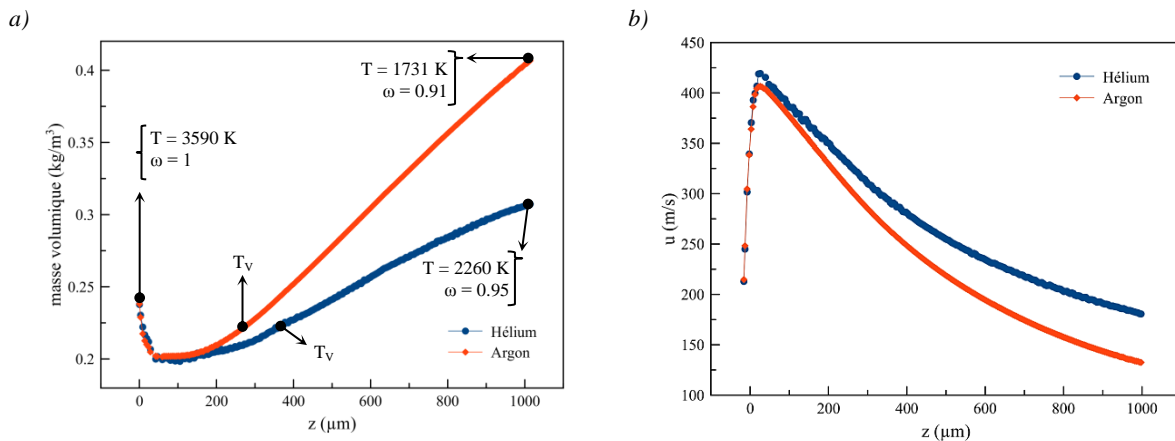 a)
masse volumique (kg/m³)
0.4
0.35
0.3
0.25
0.2
T = 3590 K
ω = 1
T = 1731 K
ω = 0.91
T_V
T_V
T = 2260 K
ω = 0.95
Hélium
Argon
0 200 400 600 800 1000
z (μm)
b)
u (m/s)
450
400
350
300
250
200
150
100
Hélium
Argon
0 200 400 600 800 1000
z (μm)